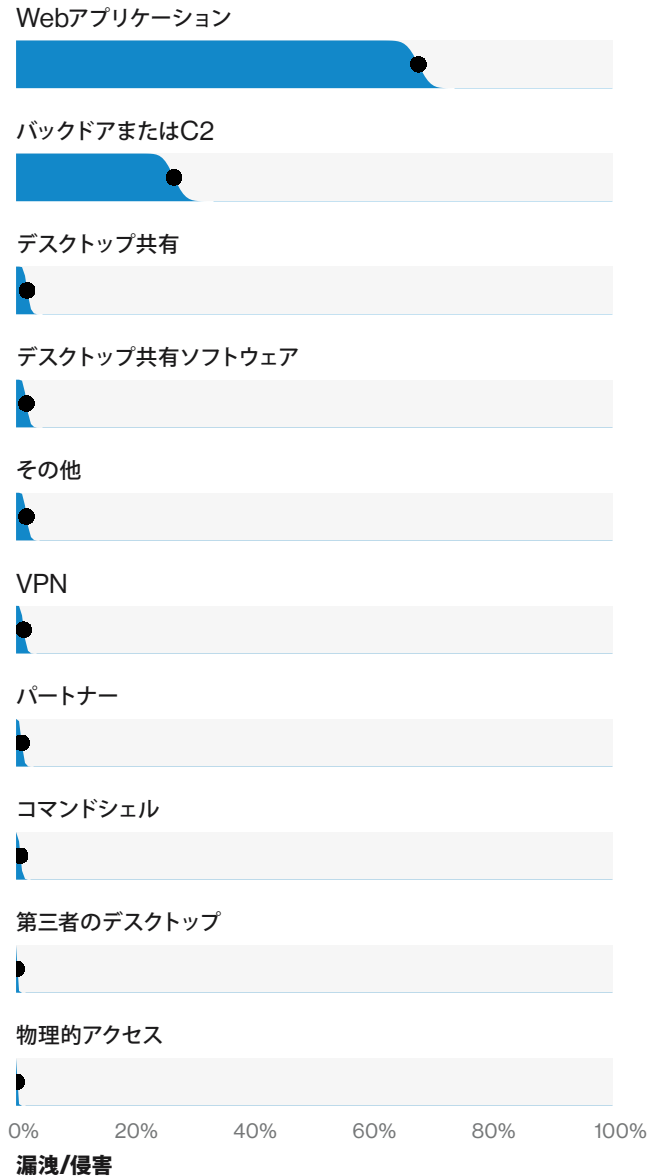 Webアプリケーション
バックドアまたはC2
デスクトップ共有
デスクトップ共有ソフトウェア
その他
VPN
パートナー
コマンドシェル
第三者のデスクトップ
物理的アクセス
0% 20% 40% 60% 80% 100%
漏洩/侵害